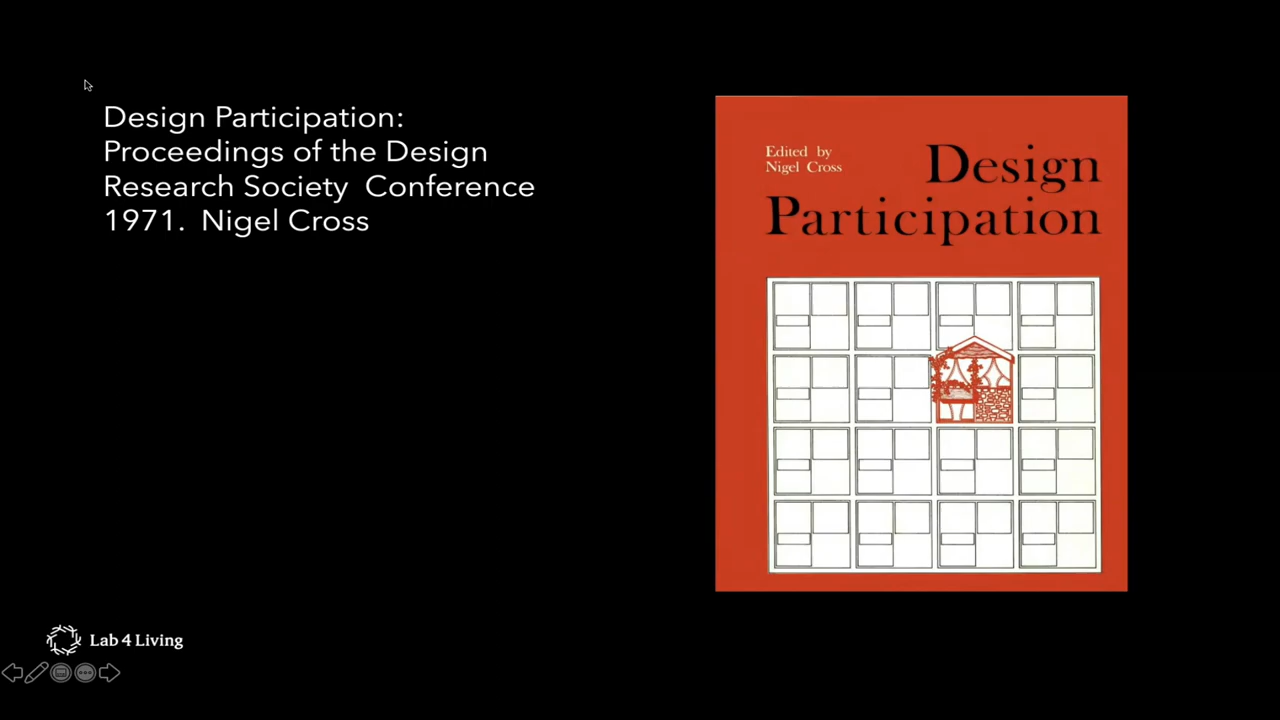 Design Participation:
Proceedings of the Design
Research Society  Conference
1971.  Nigel Cross
Edited by
Nigel Cross
Design
Participation
Lab 4 Living